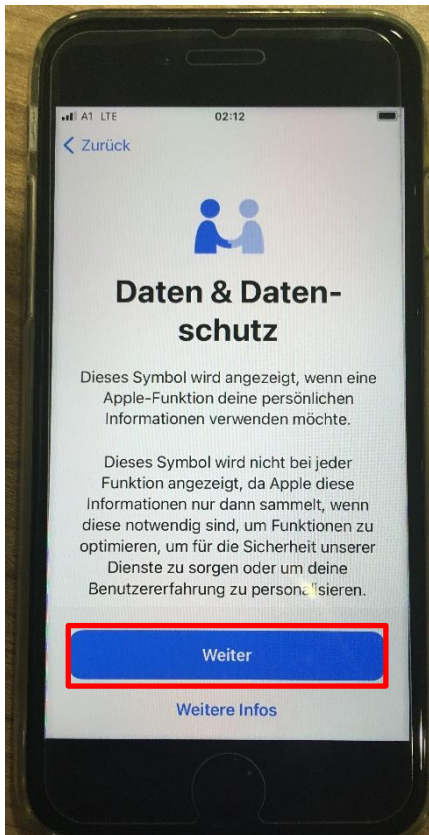 A1 LTE 02:12
Zurück
Daten & Daten-
schutz
Dieses Symbol wird angezeigt, wenn eine
Apple-Funktion deine persönlichen
Informationen verwenden möchte.
Dieses Symbol wird nicht bei jeder
Funktion angezeigt, da Apple diese
Informationen nur dann sammelt, wenn
diese notwendig sind, um Funktionen zu
optimieren, um für die Sicherheit unserer
Dienste zu sorgen oder um deine
Benutzererfahrung zu personalisieren.
Weiter
Weitere Infos